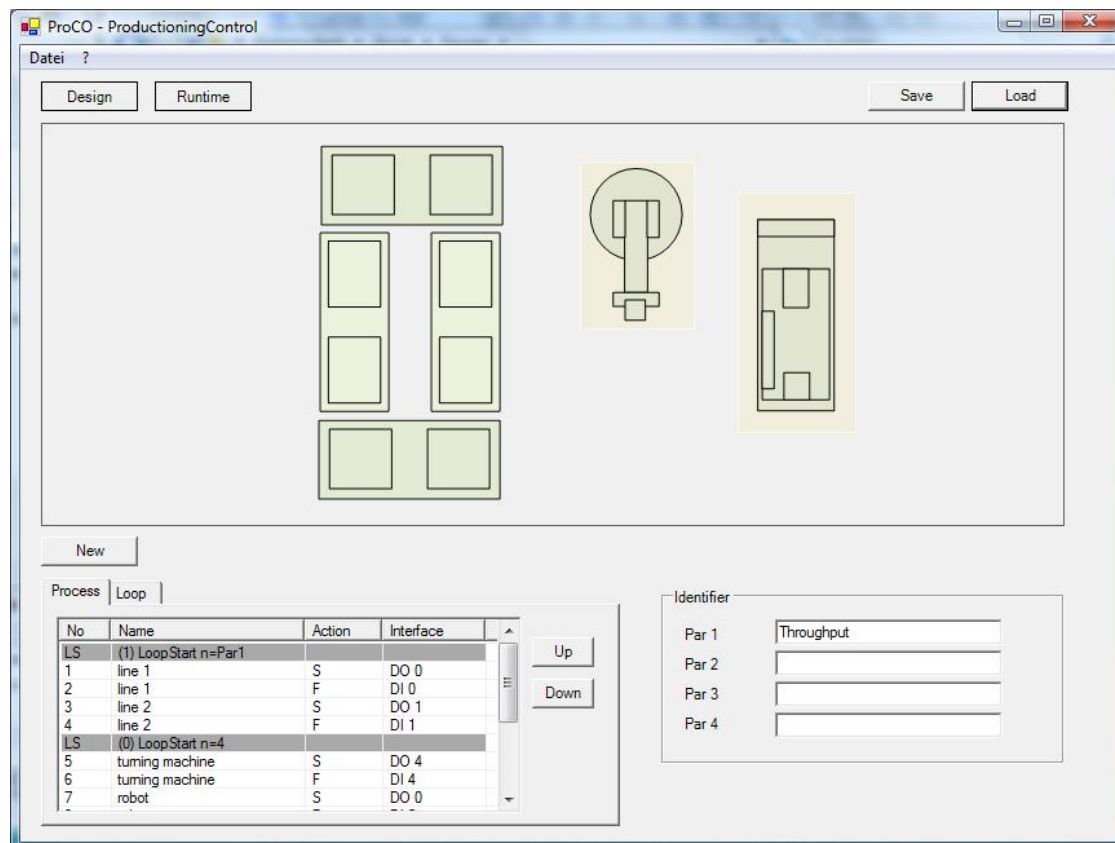 ProCO - ProductioningControl
Datei ?
Design Runtime Save Load
New
Process Loop
No Name Action Interface
LS (1) LoopStart n=Par1
1 line 1 S DO 0
2 line 1 F DI 0
3 line 2 S DO 1
4 line 2 F DI 1
LS (0) LoopStart n=4
5 turning machine S DO 4
6 turning machine F DI 4
7 robot S DO 0
Up
Down
Identifier
Par 1 Throughput
Par 2
Par 3
Par 4